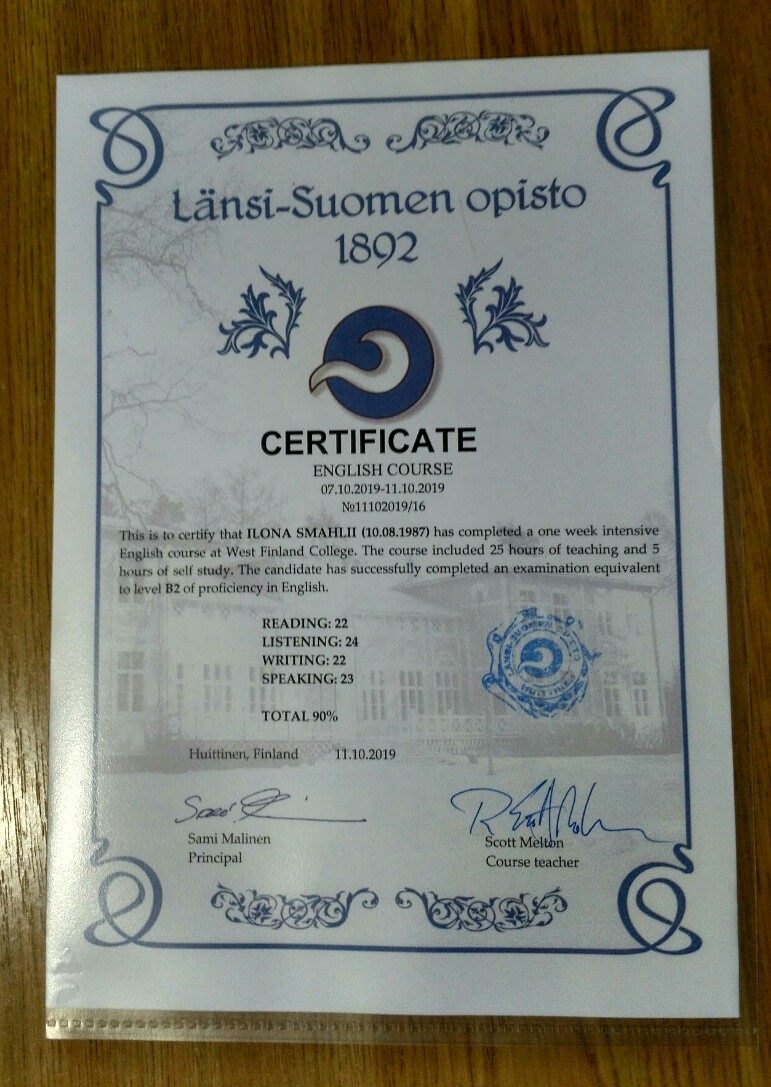 Länsi-Suomen opisto
1892
CERTIFICATE
ENGLISH COURSE
07.10.2019-11.10.2019
№11102019/16
This is to certify that ILONA SMAHLII (10.08.1987) has completed a one week intensive
English course at West Finland College. The course included 25 hours of teaching and 5
hours of self study. The candidate has successfully completed an examination equivalent
to level B2 of proficiency in English.
READING: 22
LISTENING: 24
WRITING: 22
SPEAKING: 23
LÄNSI-SUOMEN OPISTO
TOTAL 90%
Huittinen, Finland 11.10.2019
Sami Malinen
Principal
Scott Melton
Course teacher